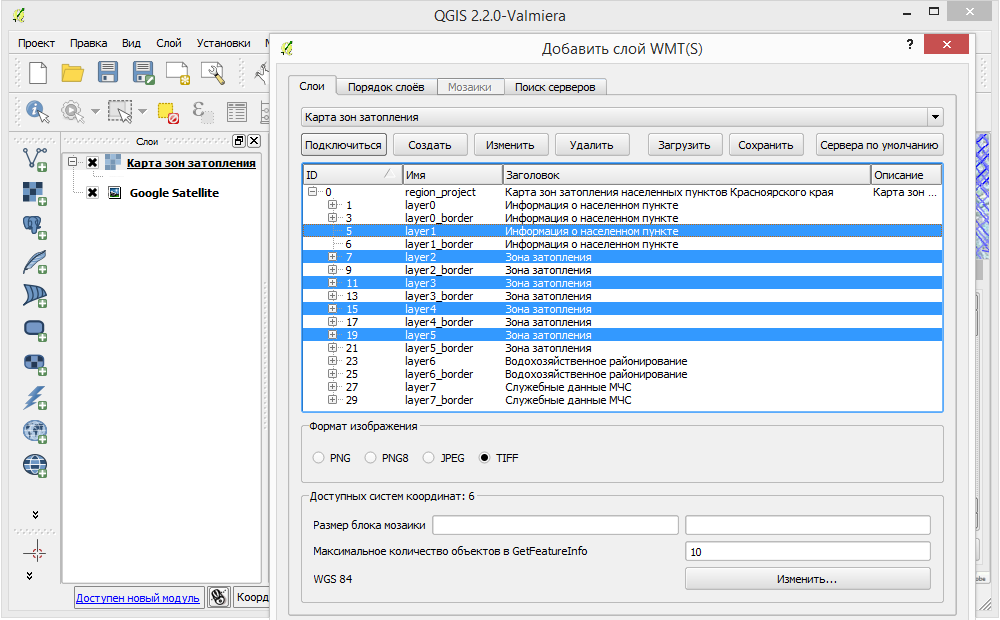 QGIS 2.2.0-Valmiera
Проект Правка Вид Слой Установки
Слои
Карта зон затопления
Google Satellite
Доступен новый модуль
Коорд
Добавить слой WMT(S)
?
Слои Порядок слоёв Мозаики Поиск серверов
Карта зон затопления
Подключиться Создать Изменить Удалить Загрузить Сохранить Сервера по умолчанию
ID Имя Заголовок Описание
0 region_project Карта зон затопления населенных пунктов Красноярского края Карта зон ...
1 layer0 Информация о населенном пункте
3 layer0_border Информация о населенном пункте
5 layer1 Информация о населенном пункте
6 layer1_border Информация о населенном пункте
7 layer2 Зона затопления
9 layer2_border Зона затопления
11 layer3 Зона затопления
13 layer3_border Зона затопления
15 layer4 Зона затопления
17 layer4_border Зона затопления
19 layer5 Зона затопления
21 layer5_border Зона затопления
23 layer6 Водохозяйственное районирование
25 layer6_border Водохозяйственное районирование
27 layer7 Служебные данные МЧС
29 layer7_border Служебные данные МЧС
Формат изображения
PNG PNG8 JPEG TIFF
Доступных систем координат: 6
Размер блока мозаики
Максимальное количество объектов в GetFeatureInfo 10
WGS 84 Изменить...